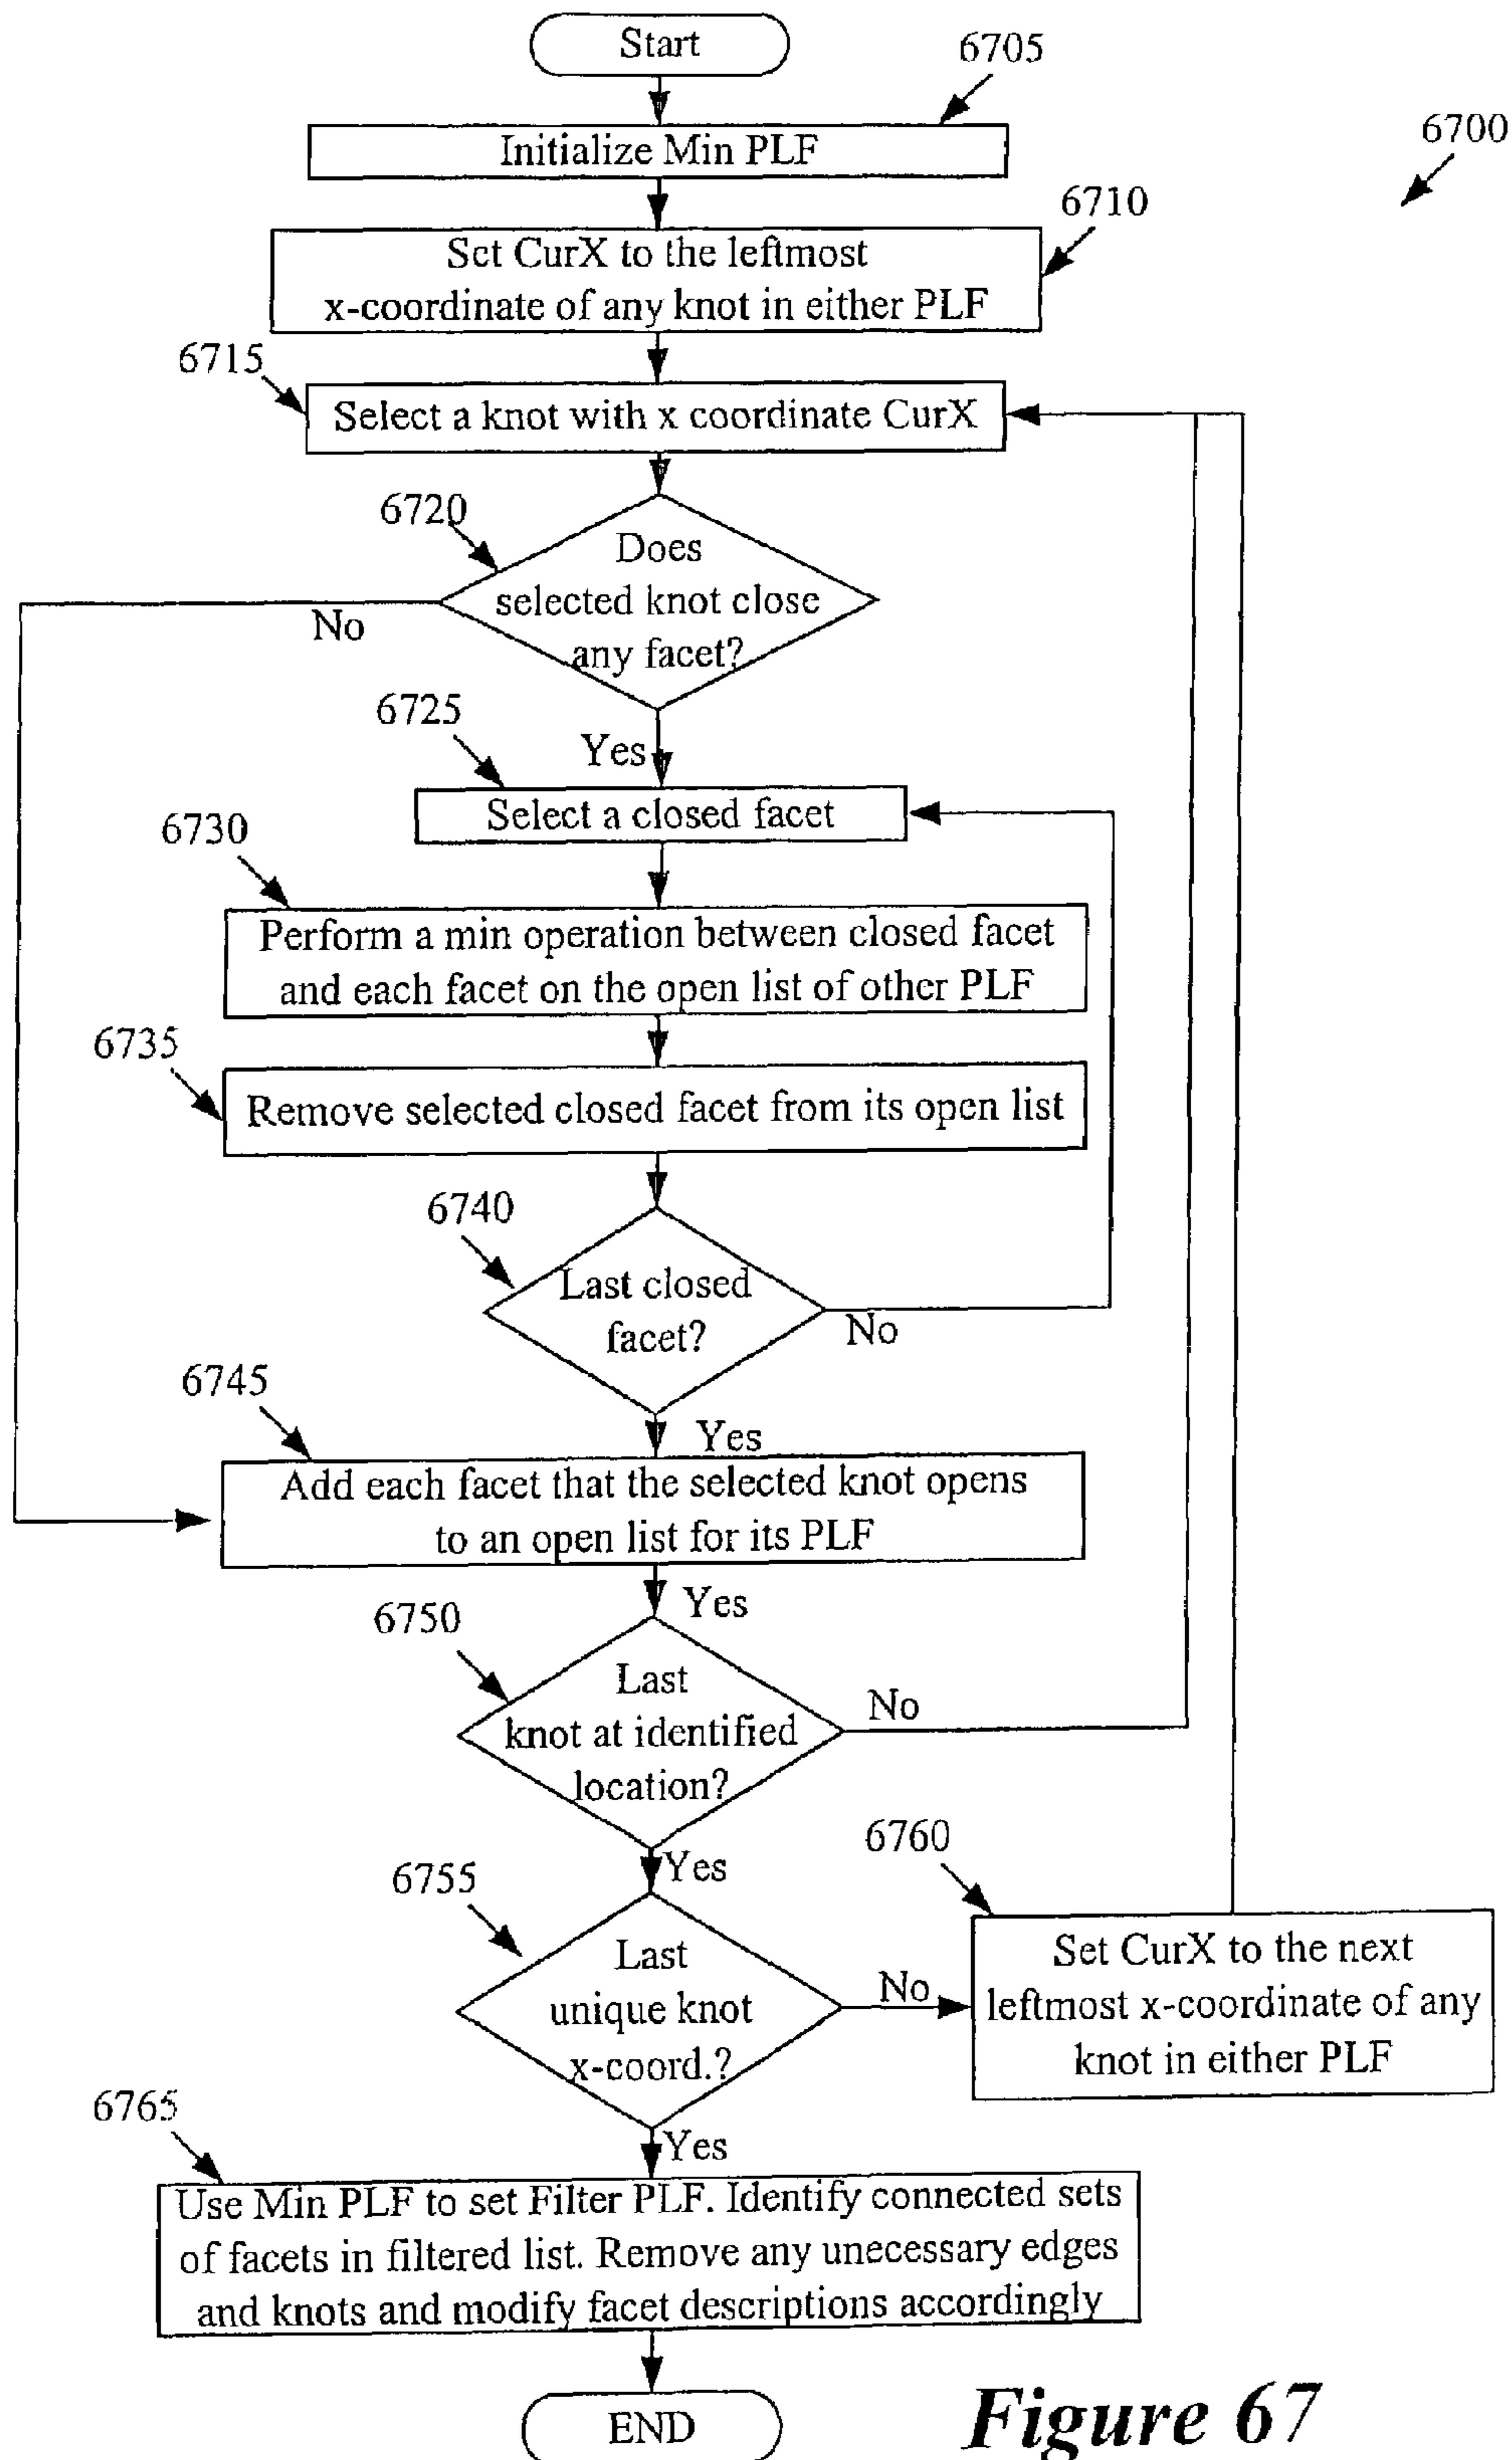 Start
6705
Initialize Min PLF
6700
6710
Set CurX to the leftmost
x-coordinate of any knot in either PLF
6715
Select a knot with x coordinate CurX
6720
Does
selected knot close
any facet?
No
6725
Yes
Select a closed facet
6730
Perform a min operation between closed facet
and each facet on the open list of other PLF
6735
Remove selected closed facet from its open list
6740
Last closed
facet?
No
6745
Yes
Add each facet that the selected knot opens
to an open list for its PLF
6750
Yes
Last
knot at identified
location?
No
6760
6755
Yes
Last
unique knot
x-coord.?
No
Set CurX to the next
leftmost x-coordinate of any
knot in either PLF
6765
Yes
Use Min PLF to set Filter PLF. Identify connected sets
of facets in filtered list. Remove any unecessary edges
and knots and modify facet descriptions accordingly
END
Figure 67